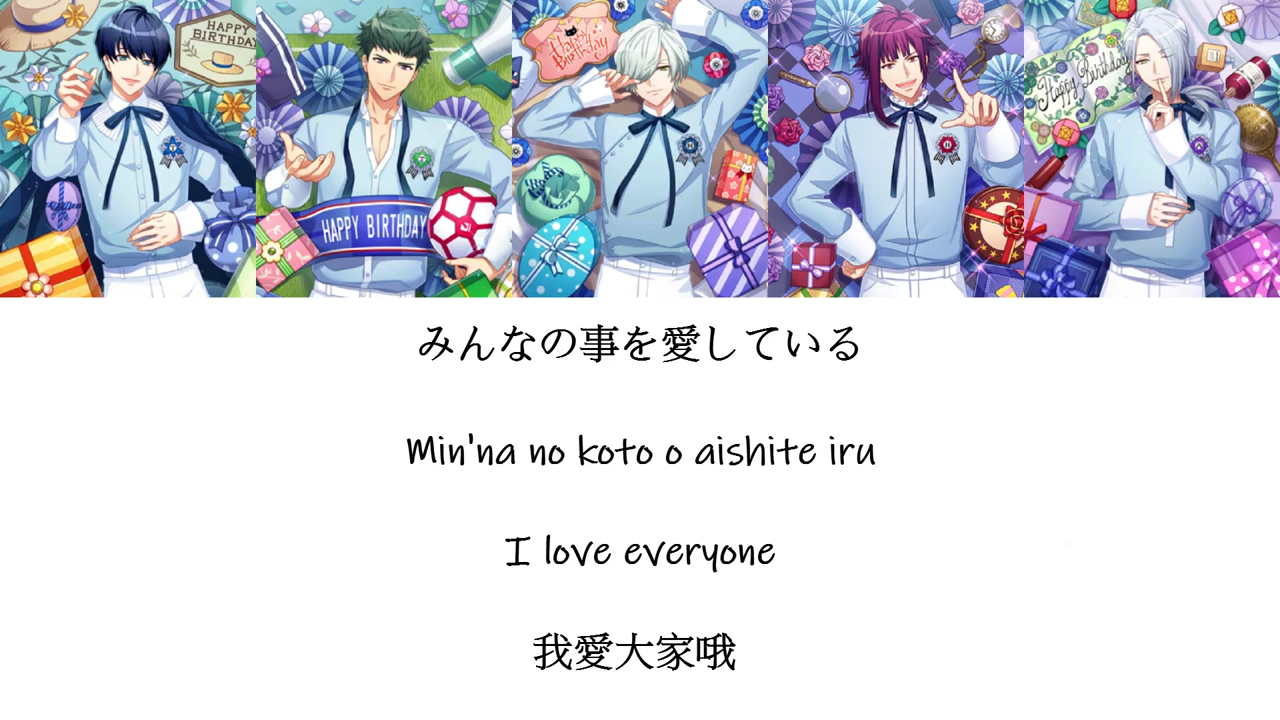 HAPPY
BIRTHDAY
HAPPY BIRTHDAY
Happy
Birthday
Happy Birthday
みんなの事を愛している
Min'na no koto o aishite iru
I love everyone
我愛大家哦